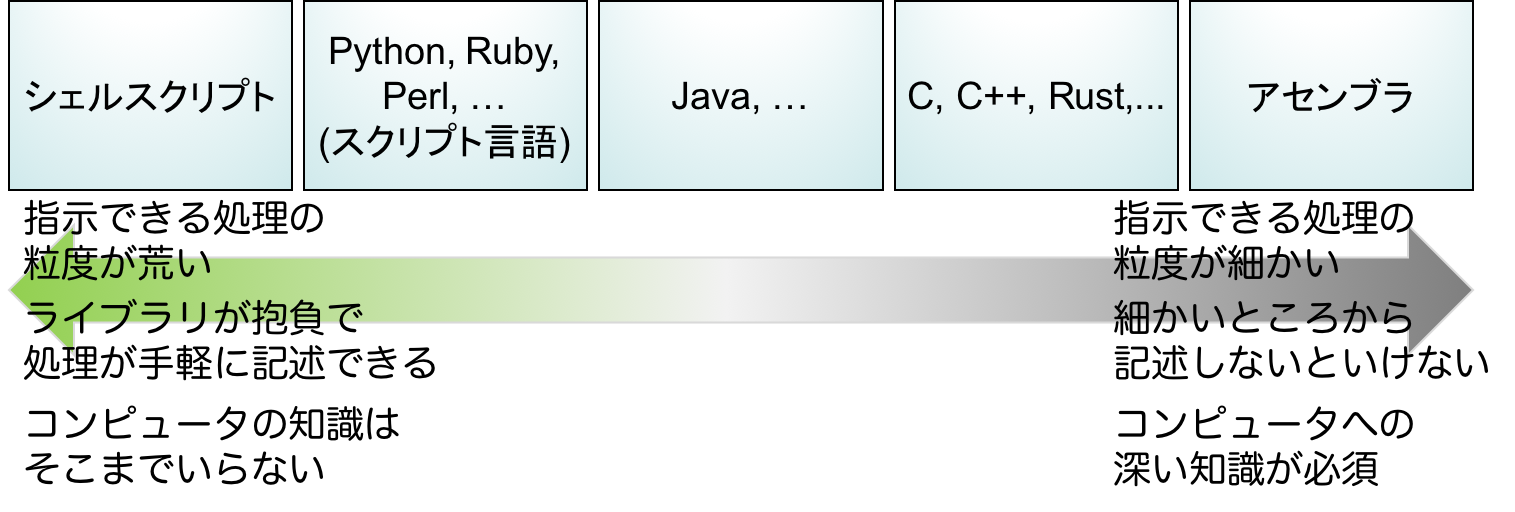 シェルスクリプト
Python, Ruby,
Perl, …
(スクリプト言語)
Java, …
C, C++, Rust,...
アセンブラ
指示できる処理の
粒度が荒い
ライブラリが抱負で
処理が手軽に記述できる
コンピュータの知識は
そこまでいらない
指示できる処理の
粒度が細かい
細かいところから
記述しないといけない
コンピュータへの
深い知識が必須